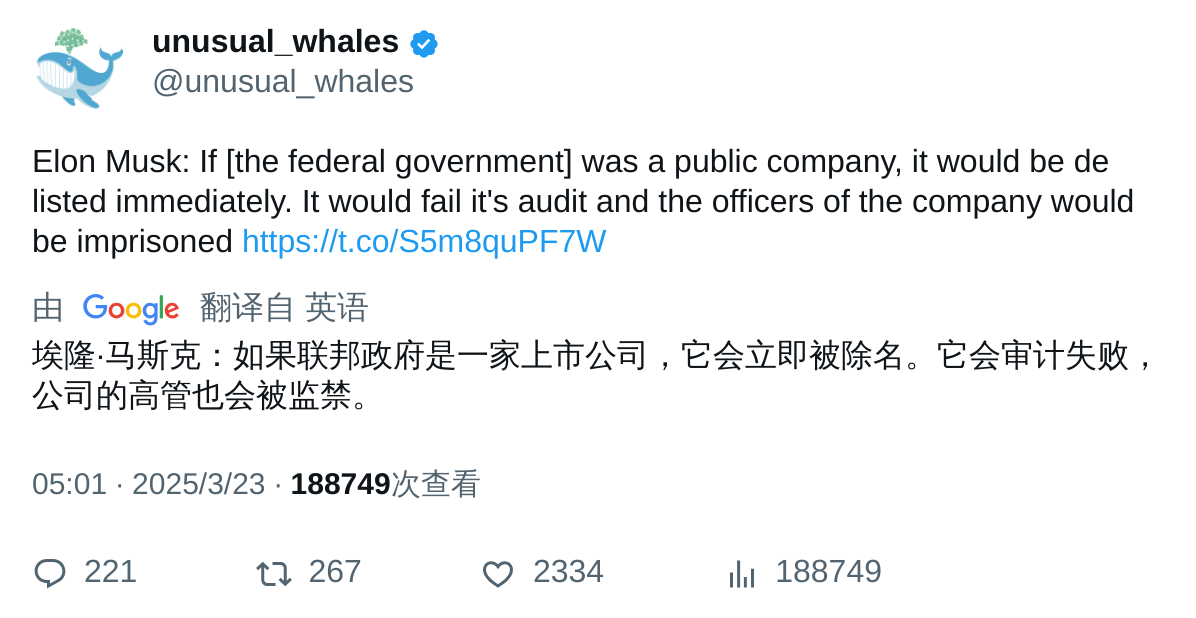 unusual_whales
@unusual_whales
Elon Musk: If [the federal government] was a public company, it would be de
listed immediately. It would fail it's audit and the officers of the company would
be imprisoned https://t.co/S5m8quPF7W
由 Google 翻译自 英语
埃隆·马斯克：如果联邦政府是一家上市公司，它会立即被除名。它会审计失败，
公司的高管也会被监禁。
05:01 · 2025/3/23 · 188749次查看
221 267 2334 188749